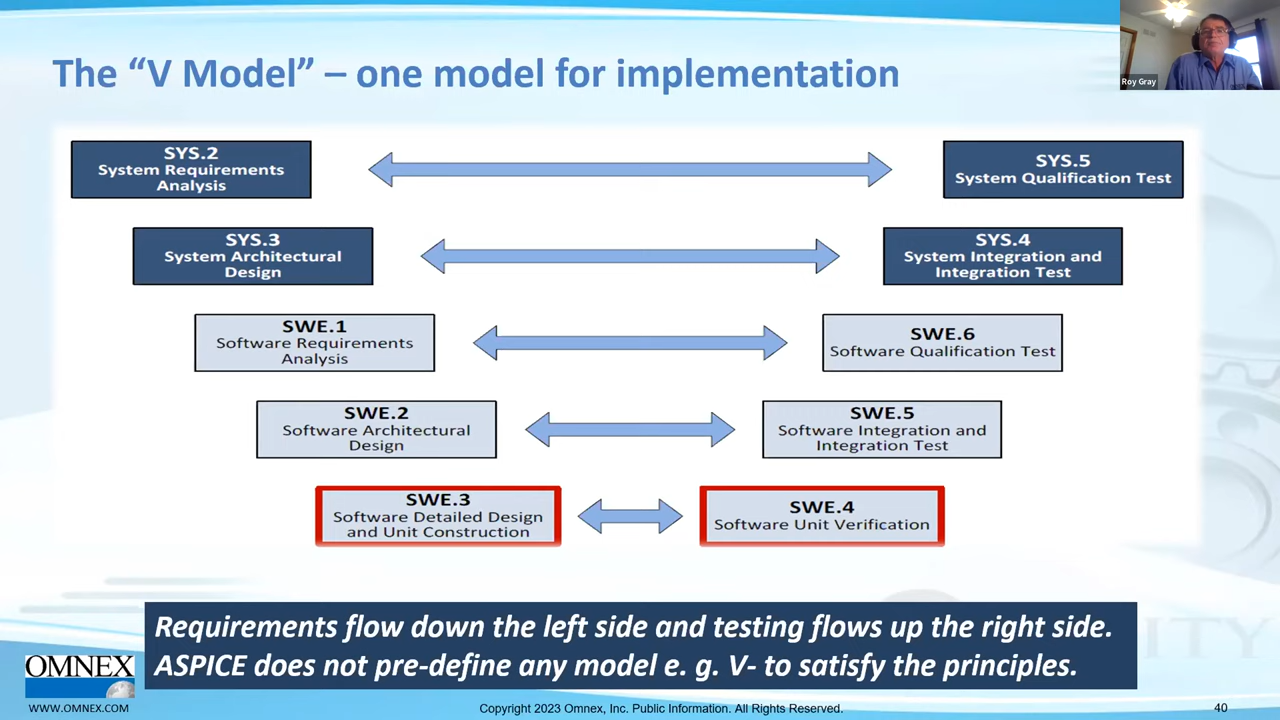 The “V Model” – one model for implementation
Roy Gray
SYS.2
System Requirements
Analysis
SYS.5
System Qualification Test
SYS.3
System Architectural
Design
SYS.4
System Integration and
Integration Test
SWE.1
Software Requirements
Analysis
SWE.6
Software Qualification Test
SWE.2
Software Architectural
Design
SWE.5
Software Integration and
Integration Test
SWE.3
Software Detailed Design
and Unit Construction
SWE.4
Software Unit Verification
Requirements flow down the left side and testing flows up the right side.
ASPICE does not pre-define any model e. g. V- to satisfy the principles.
OMNEX
WWW.OMNEX.COM
Copyright 2023 Omnex, Inc. Public Information. All Rights Reserved.
40